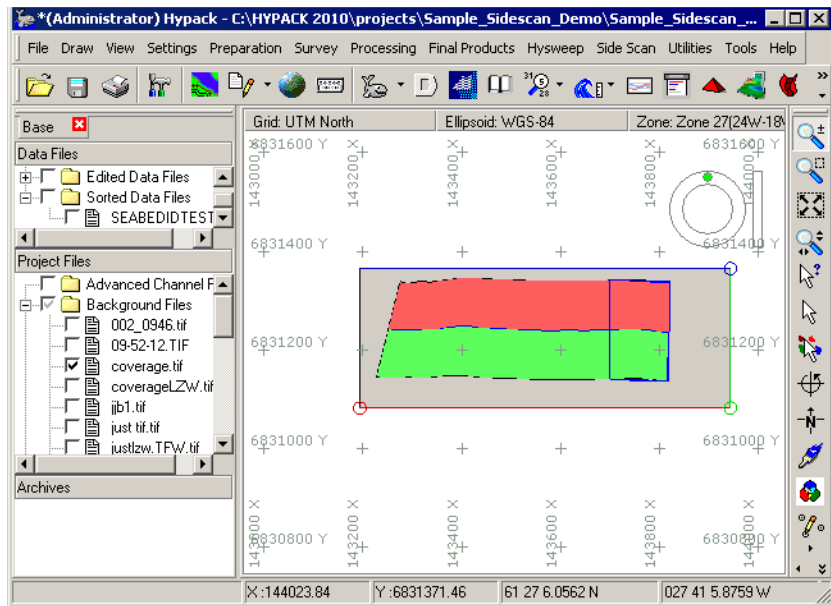 *(Administrator) Hypack - C:\HYPACK 2010\projects\Sample_Sidescan_Demo\Sample_Sidescan_...
File Draw View Settings Preparation Survey Processing Final Products Hysweep Side Scan Utilities Tools Help
Base
Grid: UTM North Ellipsoid: WGS-84 Zone: Zone 27(24W-18W
Data Files
Edited Data Files
Sorted Data Files
SEABEDIDTEST
Project Files
Advanced Channel F
Background Files
002_0946.tif
09-52-12.TIF
coverage.tif
coverageLZW.tif
jjb1.tif
just tif.tif
justlzw.TFW.tif
Archives
6831600 Y 6831600 Y
143000 X 143200 X 143400 X 143600 X 143800 X 144000 X
6831400 Y 6831400 Y
6831200 Y 6831200 Y
6831000 Y 6831000 Y
6830800 Y 6830800 Y
143000 X 143200 X 143400 X 143600 X 143800 X 144000 X
X:144023.84 Y:6831371.46 61 27 6.0562 N 027 41 5.8759 W